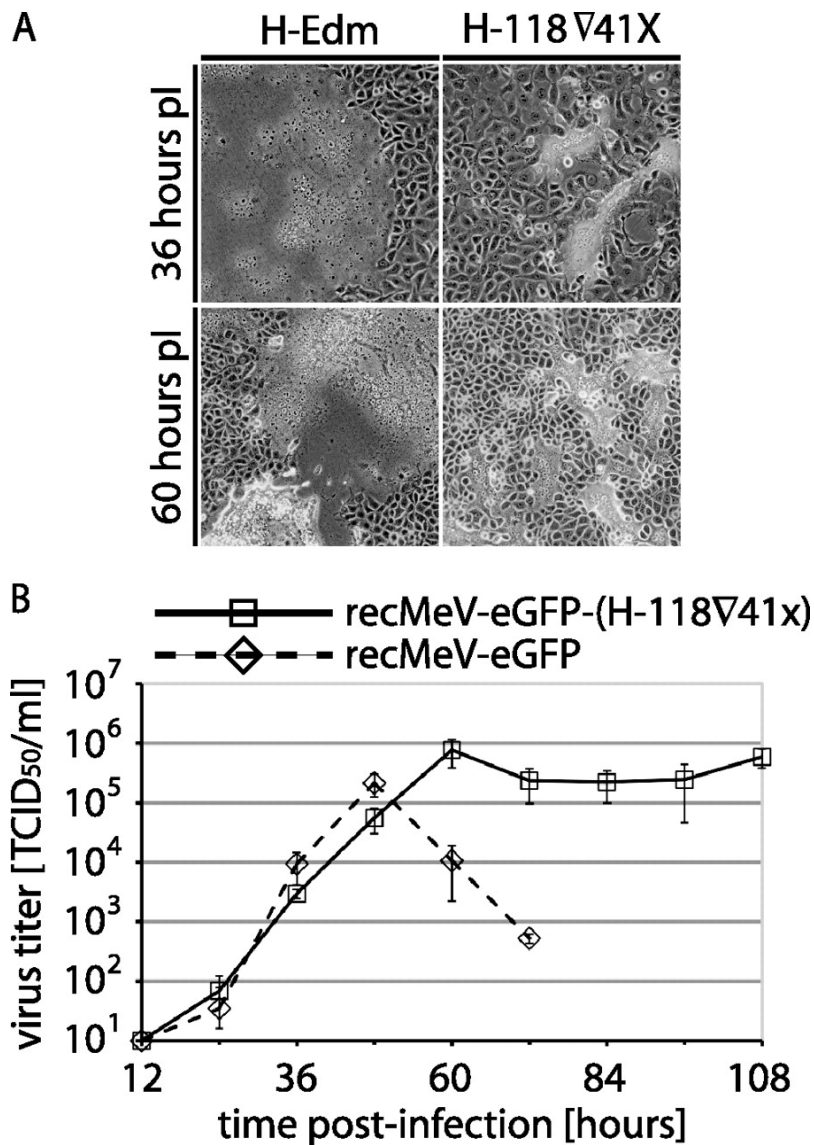 A
H-Edm H-118∇41X
36 hours pI
60 hours pI
B
recMeV-eGFP-(H-118∇41x)
recMeV-eGFP
virus titer [TCID50/ml]
10⁷
10⁶
10⁵
10⁴
10³
10²
10¹
12 36 60 84 108
time post-infection [hours]